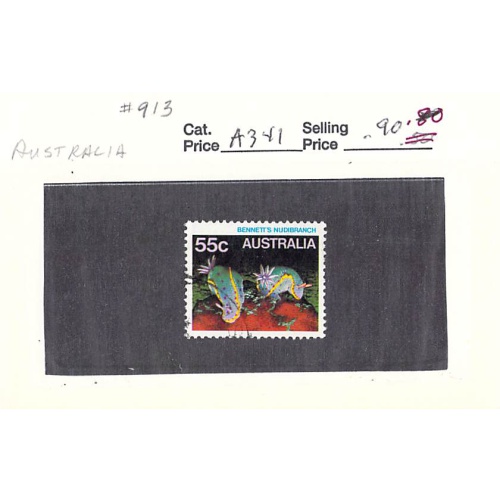 #913
AUSTRALIA
Cat. Price A341 Selling Price .90 .80
BENNETT'S NUDIBRANCH
55c AUSTRALIA